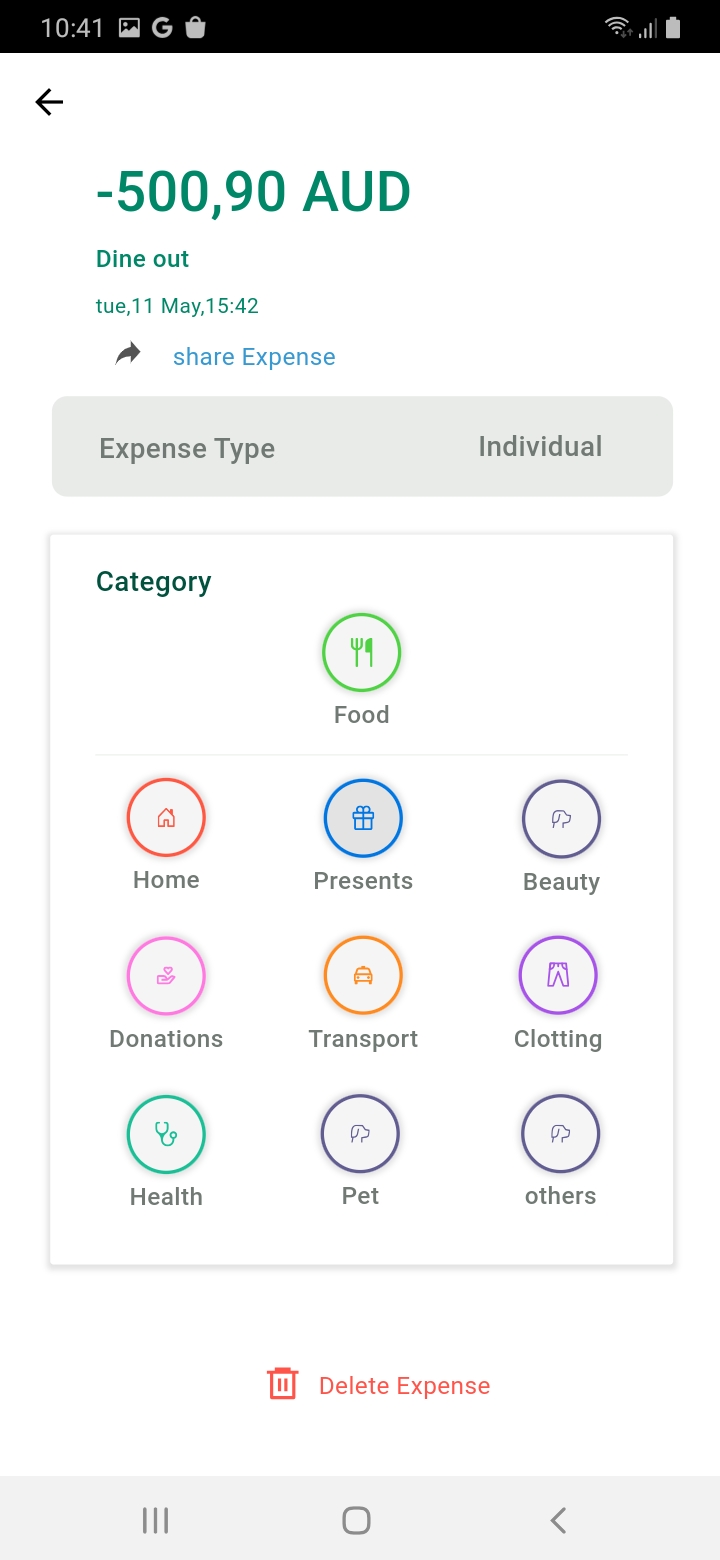 10:41
-500,90 AUD
Dine out
tue,11 May,15:42
share Expense
Expense Type Individual
Category
Food
Home Presents Beauty
Donations Transport Clotting
Health Pet others
Delete Expense